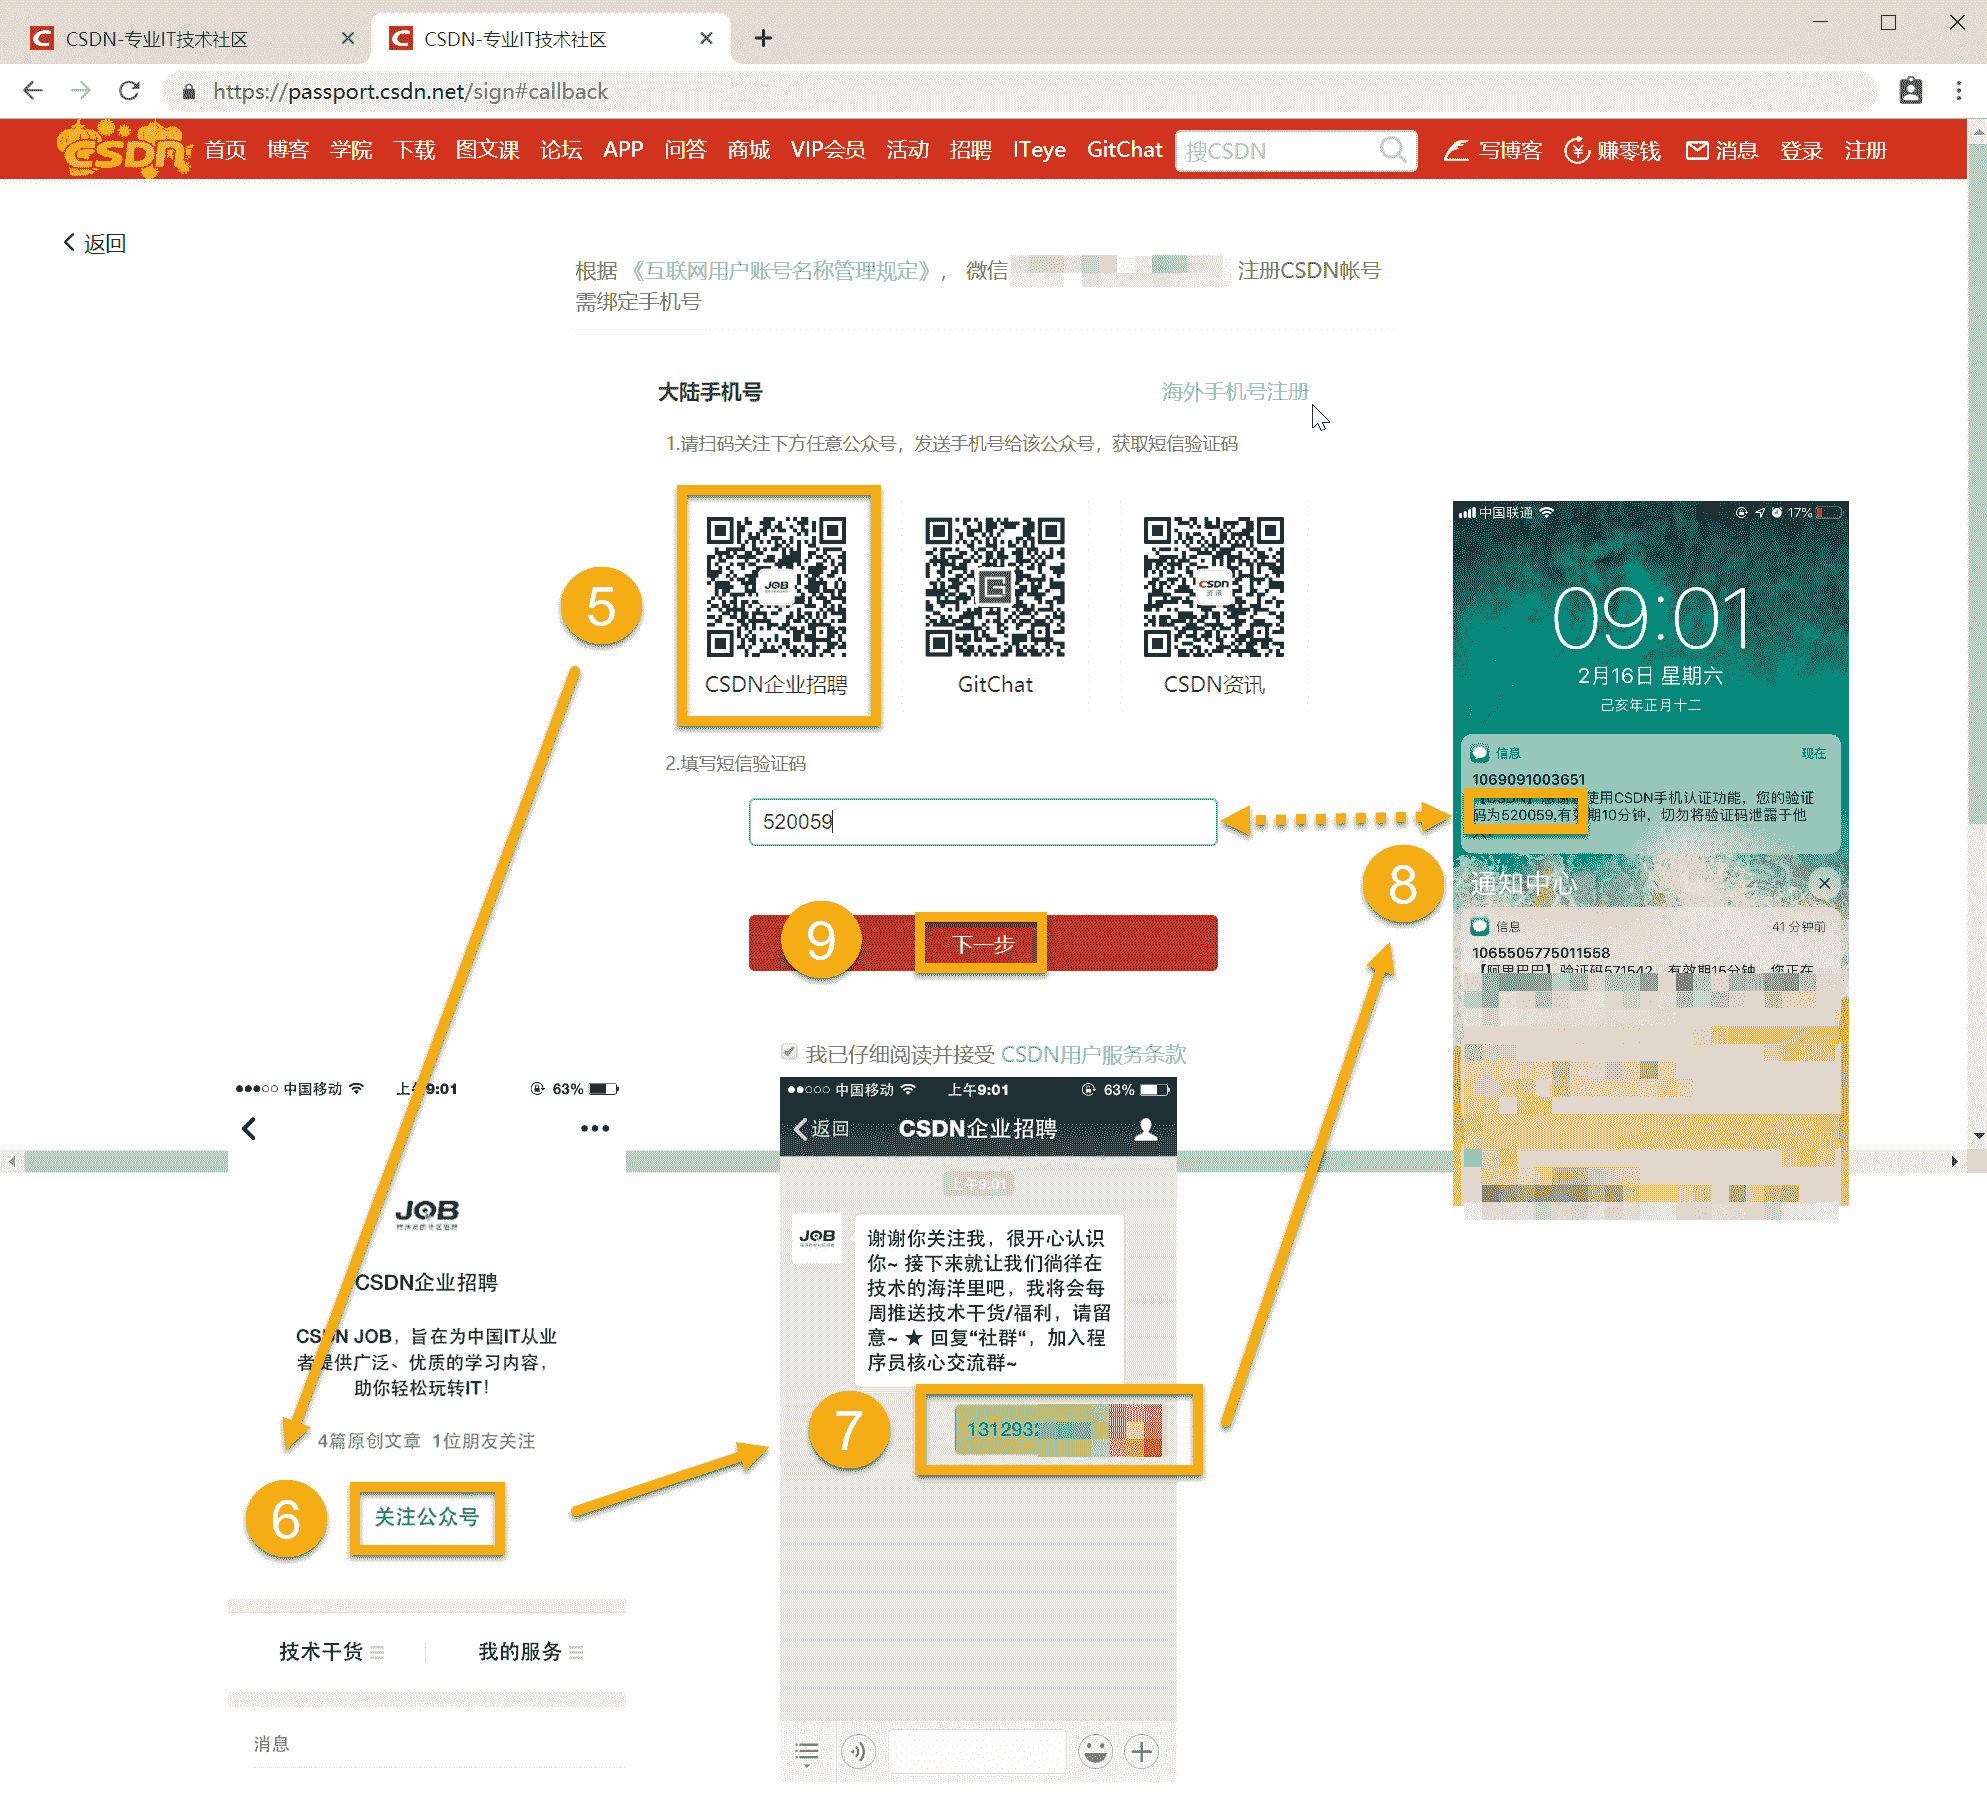 CSDN-专业IT技术社区
CSDN-专业IT技术社区
https://passport.csdn.net/sign#callback
CSDN 首页 博客 学院 下载 图文课 论坛 APP 问答 商城 VIP会员 活动 招聘 ITeye GitChat 搜CSDN 写博客 赚零钱 消息 登录 注册
返回
根据 《互联网用户账号名称管理规定》， 微信 注册CSDN帐号
需绑定手机号
大陆手机号 海外手机号注册
1.请扫码关注下方任意公众号，发送手机号给该公众号，获取短信验证码
5
JOB
CSDN
资讯
CSDN企业招聘 GitChat CSDN资讯
2.填写短信验证码
520059
9 下一步
我已仔细阅读并接受 CSDN用户服务条款
中国联通 17%
09:01
2月16日 星期六
己亥年正月十二
信息 现在
1069091003651
使用CSDN手机认证功能，您的验证
码为520059,有效期10分钟，切勿将验证码泄露于他
8
通知中心
信息 41 分钟前
1065505775011558
【阿里巴巴】验证码571542，有效期15分钟，您正在
中国移动 上午9:01 63%
JOB
CSDN企业招聘
CSDN JOB，旨在为中国IT从业
者提供广泛、优质的学习内容，
助你轻松玩转IT！
4篇原创文章 1位朋友关注
6 关注公众号
技术干货 我的服务
消息
中国移动 上午9:01 63%
返回 CSDN企业招聘
上午9:01
JOB
谢谢你关注我，很开心认识
你~ 接下来就让我们徜徉在
技术的海洋里吧，我将会每
周推送技术干货/福利，请留
意~ ★ 回复“社群“，加入程
序员核心交流群~
7
131293